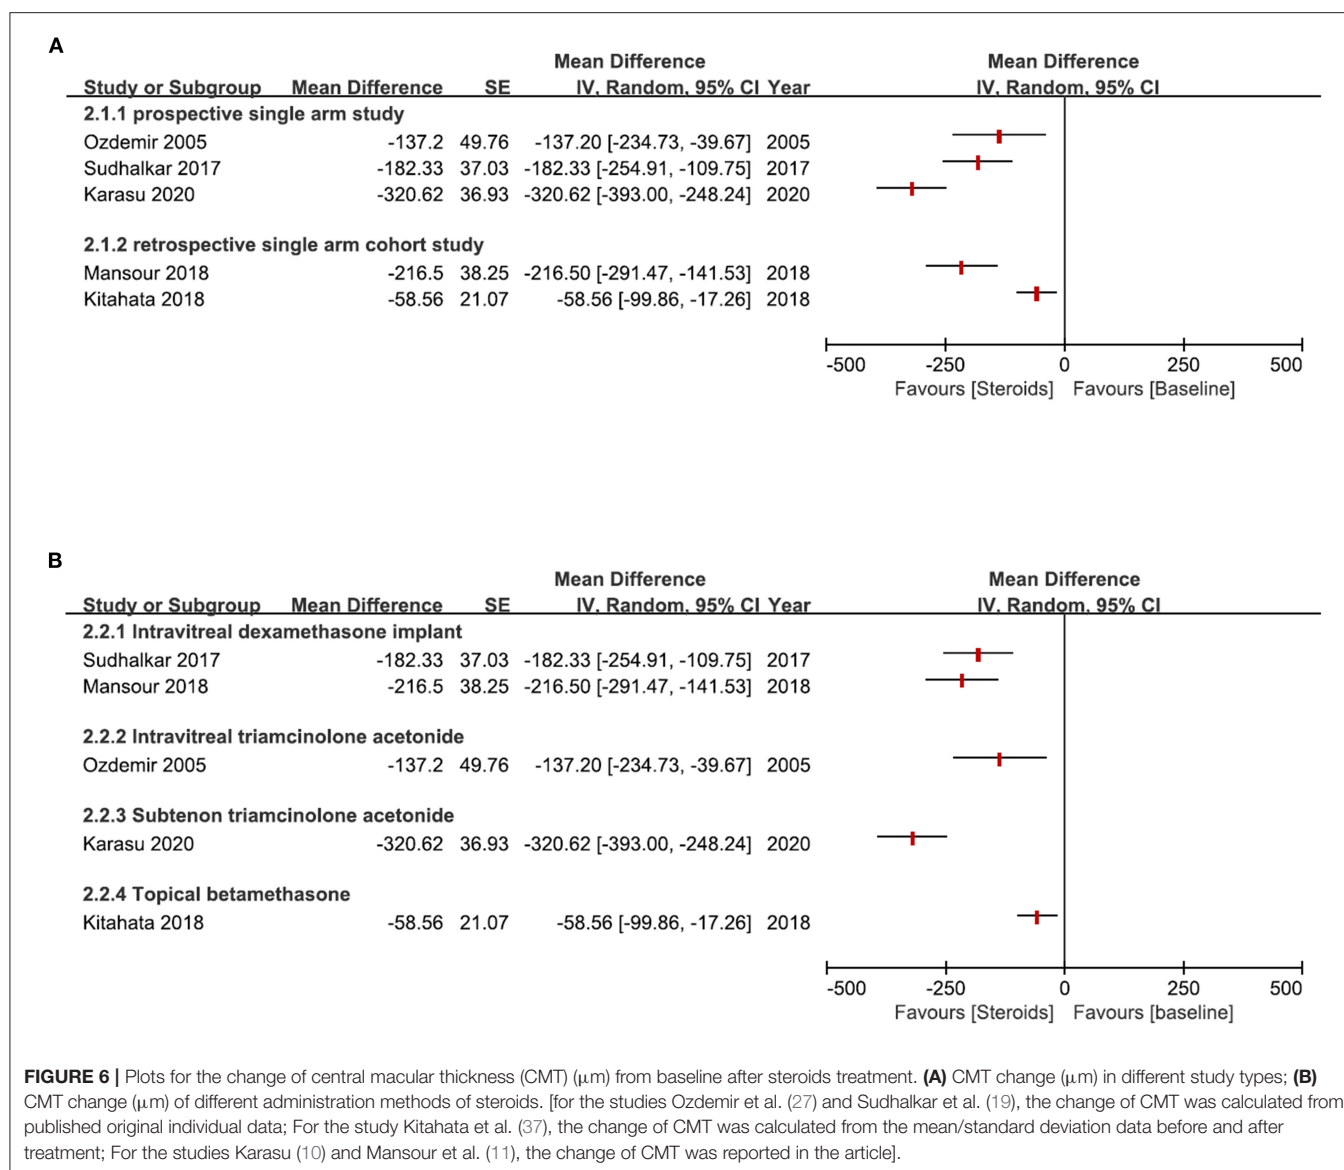 A
Mean Difference Mean Difference
Study or Subgroup Mean Difference SE IV, Random, 95% CI Year IV, Random, 95% CI
2.1.1 prospective single arm study
Ozdemir 2005 -137.2 49.76 -137.20 [-234.73, -39.67] 2005
Sudhalkar 2017 -182.33 37.03 -182.33 [-254.91, -109.75] 2017
Karasu 2020 -320.62 36.93 -320.62 [-393.00, -248.24] 2020
2.1.2 retrospective single arm cohort study
Mansour 2018 -216.5 38.25 -216.50 [-291.47, -141.53] 2018
Kitahata 2018 -58.56 21.07 -58.56 [-99.86, -17.26] 2018
-500 -250 0 250 500
Favours [Steroids] Favours [Baseline]
B
Mean Difference Mean Difference
Study or Subgroup Mean Difference SE IV, Random, 95% CI Year IV, Random, 95% CI
2.2.1 Intravitreal dexamethasone implant
Sudhalkar 2017 -182.33 37.03 -182.33 [-254.91, -109.75] 2017
Mansour 2018 -216.5 38.25 -216.50 [-291.47, -141.53] 2018
2.2.2 Intravitreal triamcinolone acetonide
Ozdemir 2005 -137.2 49.76 -137.20 [-234.73, -39.67] 2005
2.2.3 Subtenon triamcinolone acetonide
Karasu 2020 -320.62 36.93 -320.62 [-393.00, -248.24] 2020
2.2.4 Topical betamethasone
Kitahata 2018 -58.56 21.07 -58.56 [-99.86, -17.26] 2018
-500 -250 0 250 500
Favours [Steroids] Favours [baseline]
FIGURE 6 | Plots for the change of central macular thickness (CMT) (μm) from baseline after steroids treatment. (A) CMT change (μm) in different study types; (B)
CMT change (μm) of different administration methods of steroids. [for the studies Ozdemir et al. (27) and Sudhalkar et al. (19), the change of CMT was calculated from
published original individual data; For the study Kitahata et al. (37), the change of CMT was calculated from the mean/standard deviation data before and after
treatment; For the studies Karasu (10) and Mansour et al. (11), the change of CMT was reported in the article].